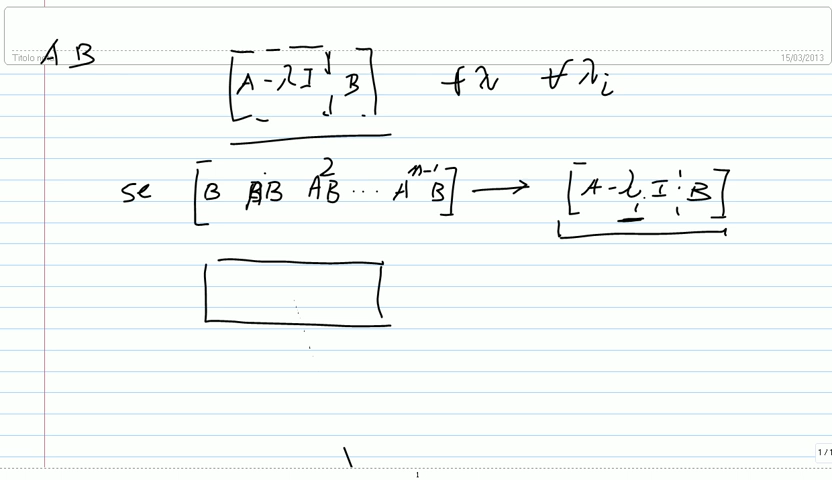 Titolo n
15/03/2013
A B
[A - λI ¦ B] ∀λ ∀λᵢ
se [B AB A²B ... Aⁿ⁻¹B] → [A - λᵢI ¦ B]
1/1
1